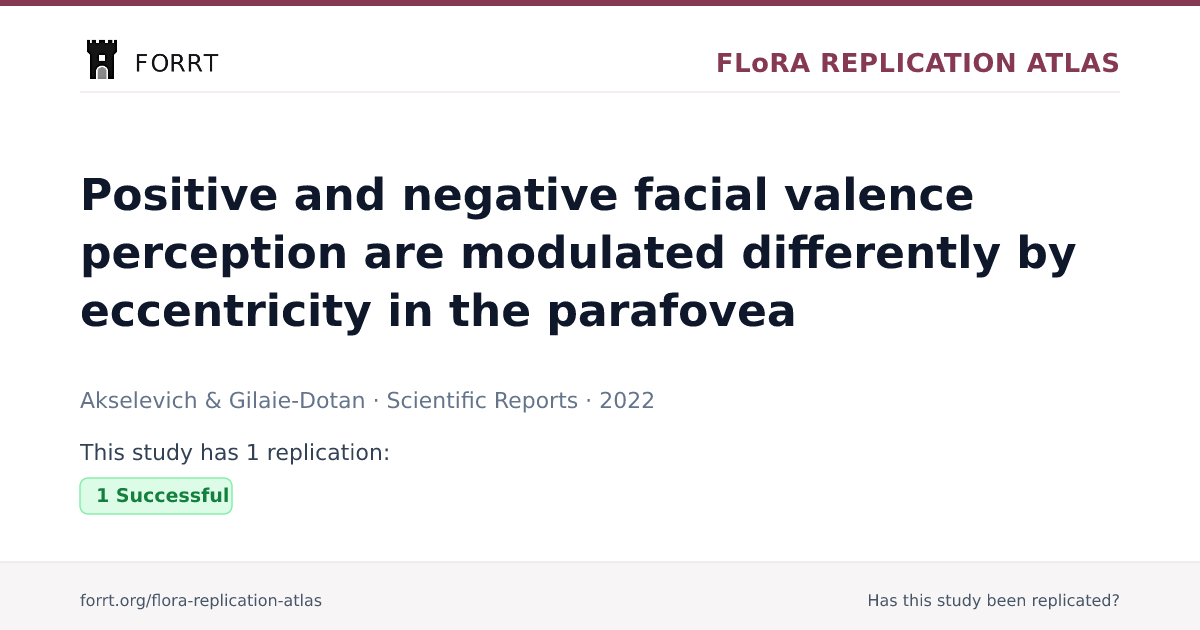 FORRT
FLoRA REPLICATION ATLAS
Positive and negative facial valence
perception are modulated differently by
eccentricity in the parafovea
Akselevich & Gilaie-Dotan · Scientific Reports · 2022
This study has 1 replication:
1 Successful
forrt.org/flora-replication-atlas
Has this study been replicated?